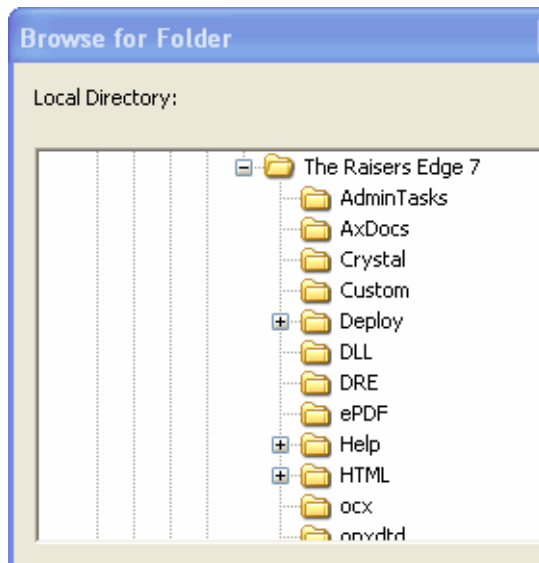 Browse for Folder
Local Directory:
The Raisers Edge 7
AdminTasks
AxDocs
Crystal
Custom
Deploy
DLL
DRE
ePDF
Help
HTML
ocx